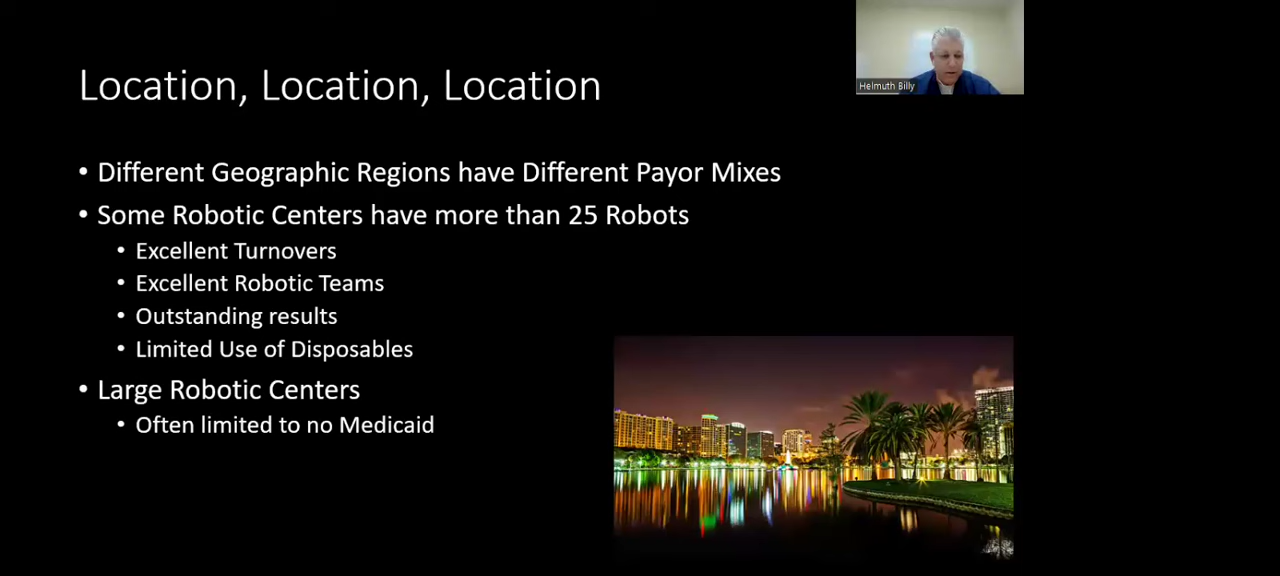 Location, Location, Location
Helmuth Billy
• Different Geographic Regions have Different Payor Mixes
• Some Robotic Centers have more than 25 Robots
• Excellent Turnovers
• Excellent Robotic Teams
• Outstanding results
• Limited Use of Disposables
• Large Robotic Centers
• Often limited to no Medicaid